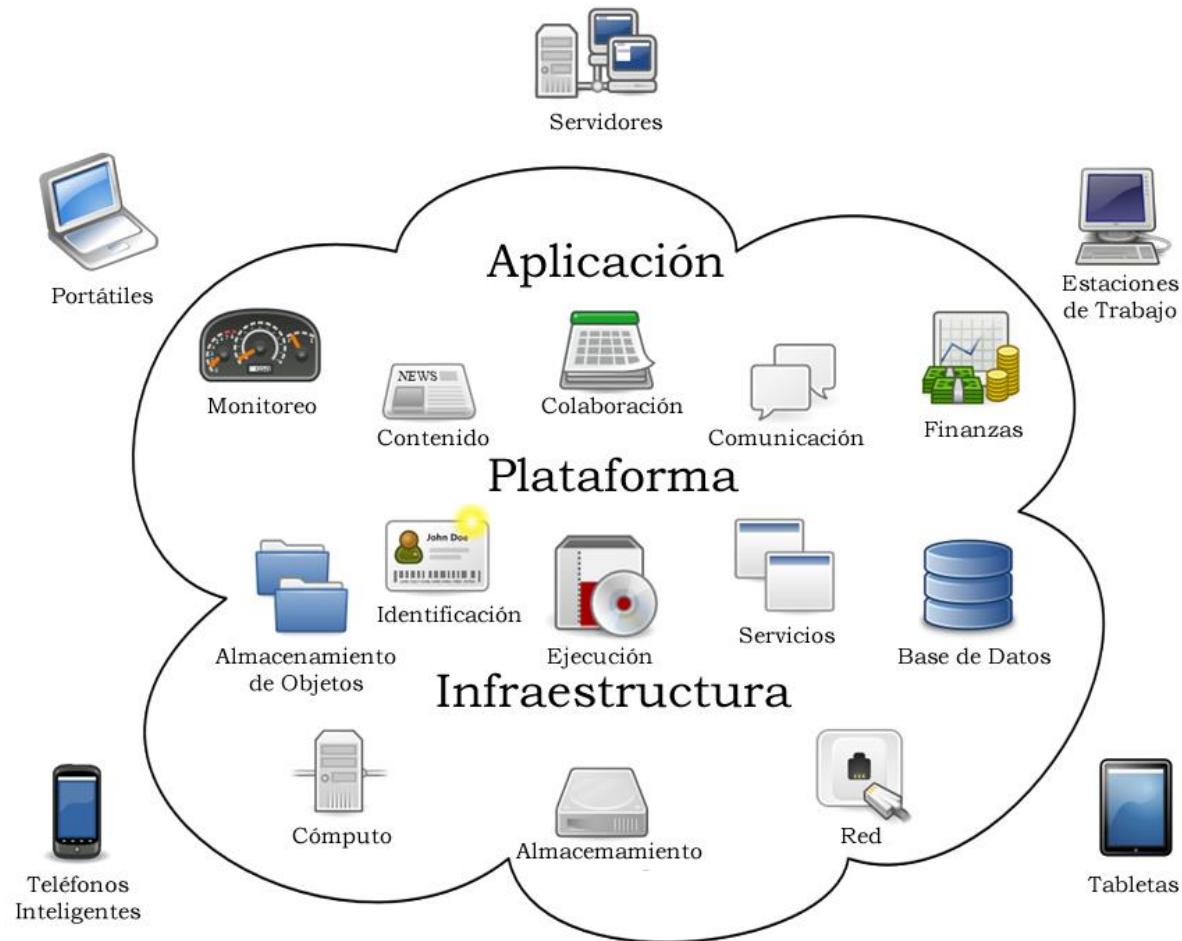 Servidores
Portátiles
Estaciones
de Trabajo
Aplicación
NEWS
Monitoreo
Contenido
Colaboración
Comunicación
Finanzas
Plataforma
John Doe
Almacenamiento
de Objetos
Identificación
Ejecución
Servicios
Base de Datos
Infraestructura
Cómputo
Almacemamiento
Red
Teléfonos
Inteligentes
Tabletas